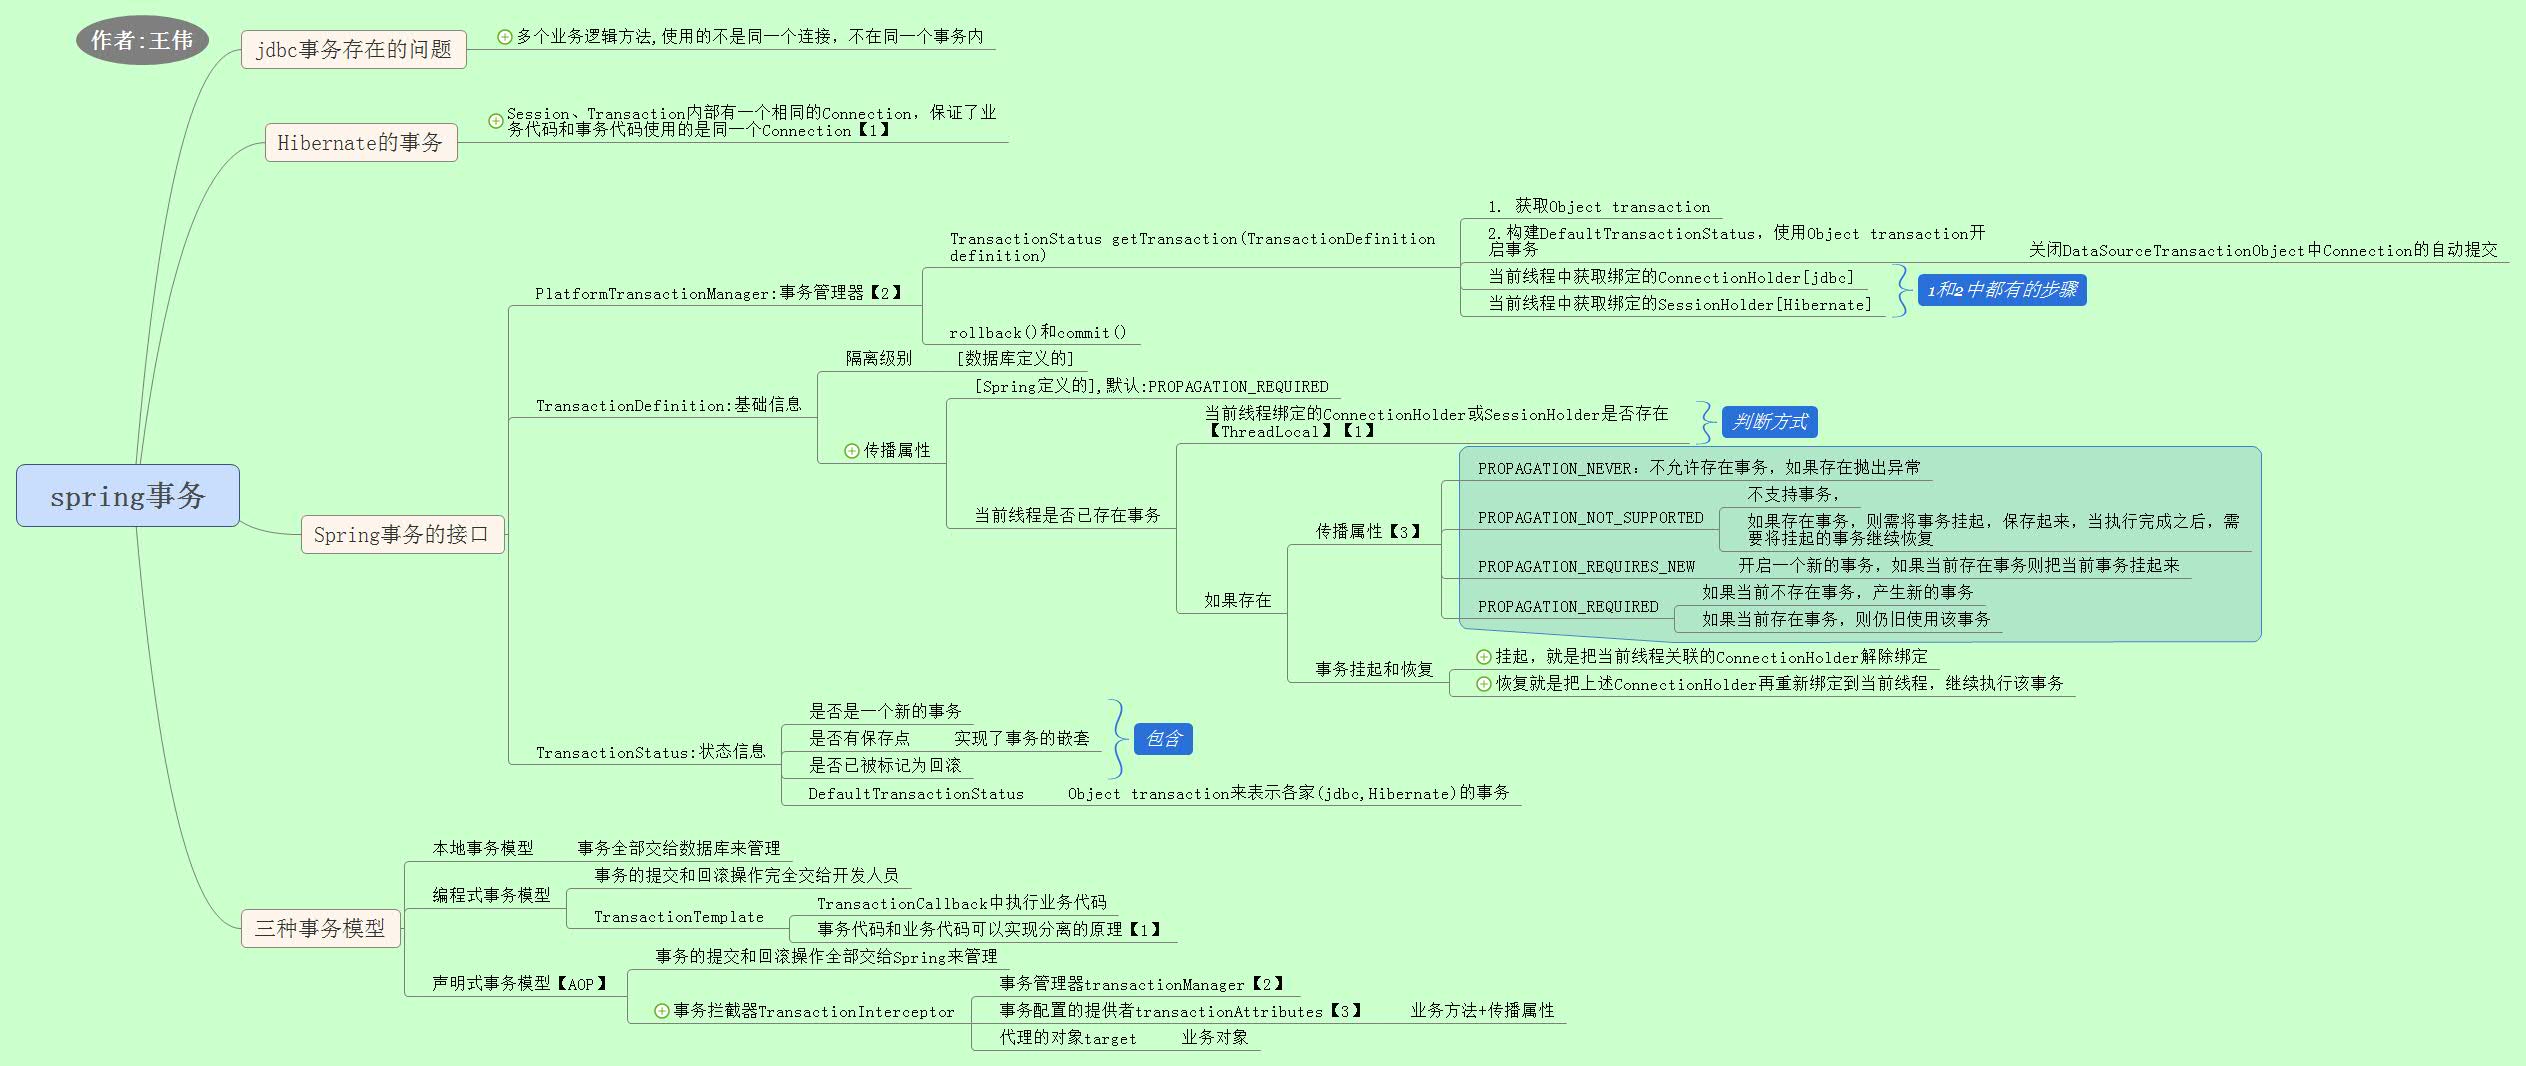 作者:王伟
jdbc事务存在的问题
多个业务逻辑方法,使用的不是同一个连接，不在同一个事务内
Hibernate的事务
Session、Transaction内部有一个相同的Connection，保证了业
务代码和事务代码使用的是同一个Connection【1】
spring事务
Spring事务的接口
PlatformTransactionManager:事务管理器【2】
TransactionStatus getTransaction(TransactionDefinition
definition)
1. 获取Object transaction
2.构建DefaultTransactionStatus，使用Object transaction开
启事务
关闭DataSourceTransactionObject中Connection的自动提交
当前线程中获取绑定的ConnectionHolder[jdbc]
当前线程中获取绑定的SessionHolder[Hibernate]
1和2中都有的步骤
rollback()和commit()
TransactionDefinition:基础信息
隔离级别
[数据库定义的]
传播属性
[Spring定义的],默认:PROPAGATION_REQUIRED
当前线程是否已存在事务
当前线程绑定的ConnectionHolder或SessionHolder是否存在
【ThreadLocal】【1】
判断方式
如果存在
传播属性【3】
PROPAGATION_NEVER：不允许存在事务，如果存在抛出异常
PROPAGATION_NOT_SUPPORTED
不支持事务，
如果存在事务，则需将事务挂起，保存起来，当执行完成之后，需
要将挂起的事务继续恢复
PROPAGATION_REQUIRES_NEW
开启一个新的事务，如果当前存在事务则把当前事务挂起来
PROPAGATION_REQUIRED
如果当前不存在事务，产生新的事务
如果当前存在事务，则仍旧使用该事务
事务挂起和恢复
挂起，就是把当前线程关联的ConnectionHolder解除绑定
恢复就是把上述ConnectionHolder再重新绑定到当前线程，继续执行该事务
TransactionStatus:状态信息
是否是一个新的事务
是否有保存点
实现了事务的嵌套
是否已被标记为回滚
包含
DefaultTransactionStatus
Object transaction来表示各家(jdbc,Hibernate)的事务
三种事务模型
本地事务模型
事务全部交给数据库来管理
编程式事务模型
事务的提交和回滚操作完全交给开发人员
TransactionTemplate
TransactionCallback中执行业务代码
事务代码和业务代码可以实现分离的原理【1】
声明式事务模型【AOP】
事务的提交和回滚操作全部交给Spring来管理
事务拦截器TransactionInterceptor
事务管理器transactionManager【2】
事务配置的提供者transactionAttributes【3】
业务方法+传播属性
代理的对象target
业务对象